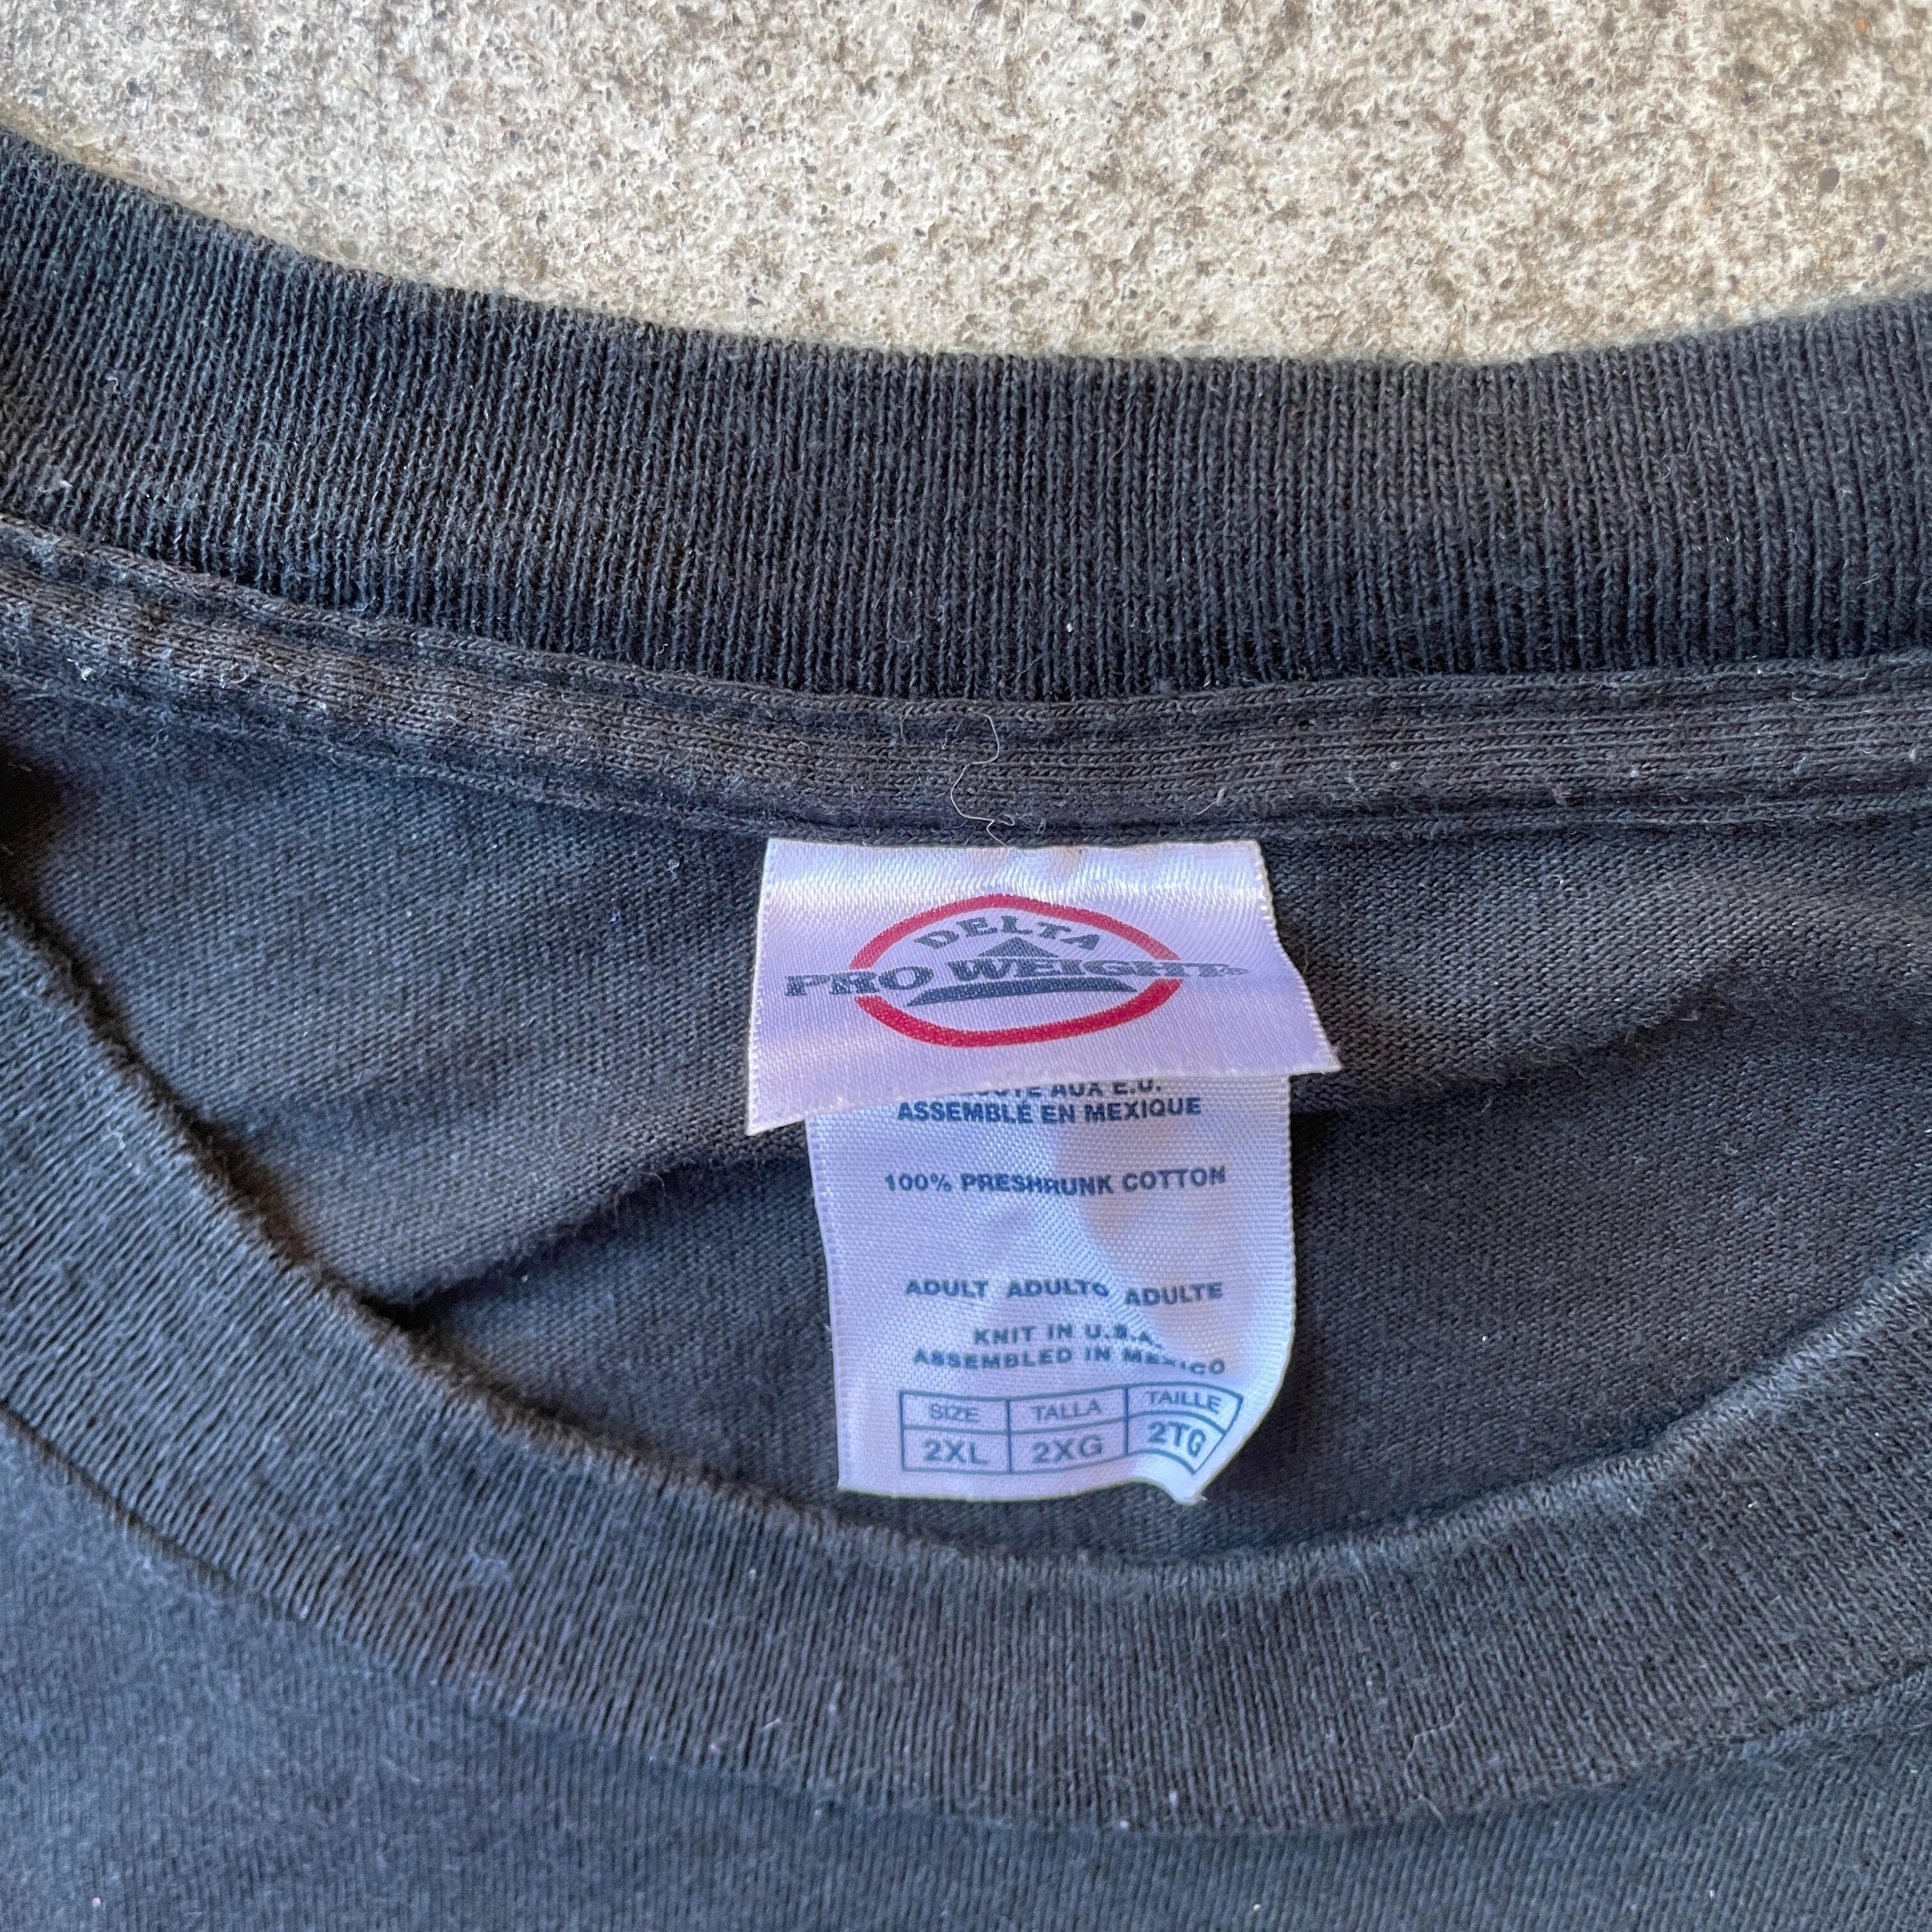 DELTA
PRO WEIGHT®
AUX E.U.
ASSEMBLÉ EN MEXIQUE
100% PRESHRUNK COTTON
ADULT ADULTO ADULTE
KNIT IN U.S.A.
ASSEMBLED IN MEXICO
SIZE TALLA TAILLE
2XL 2XG 2TG